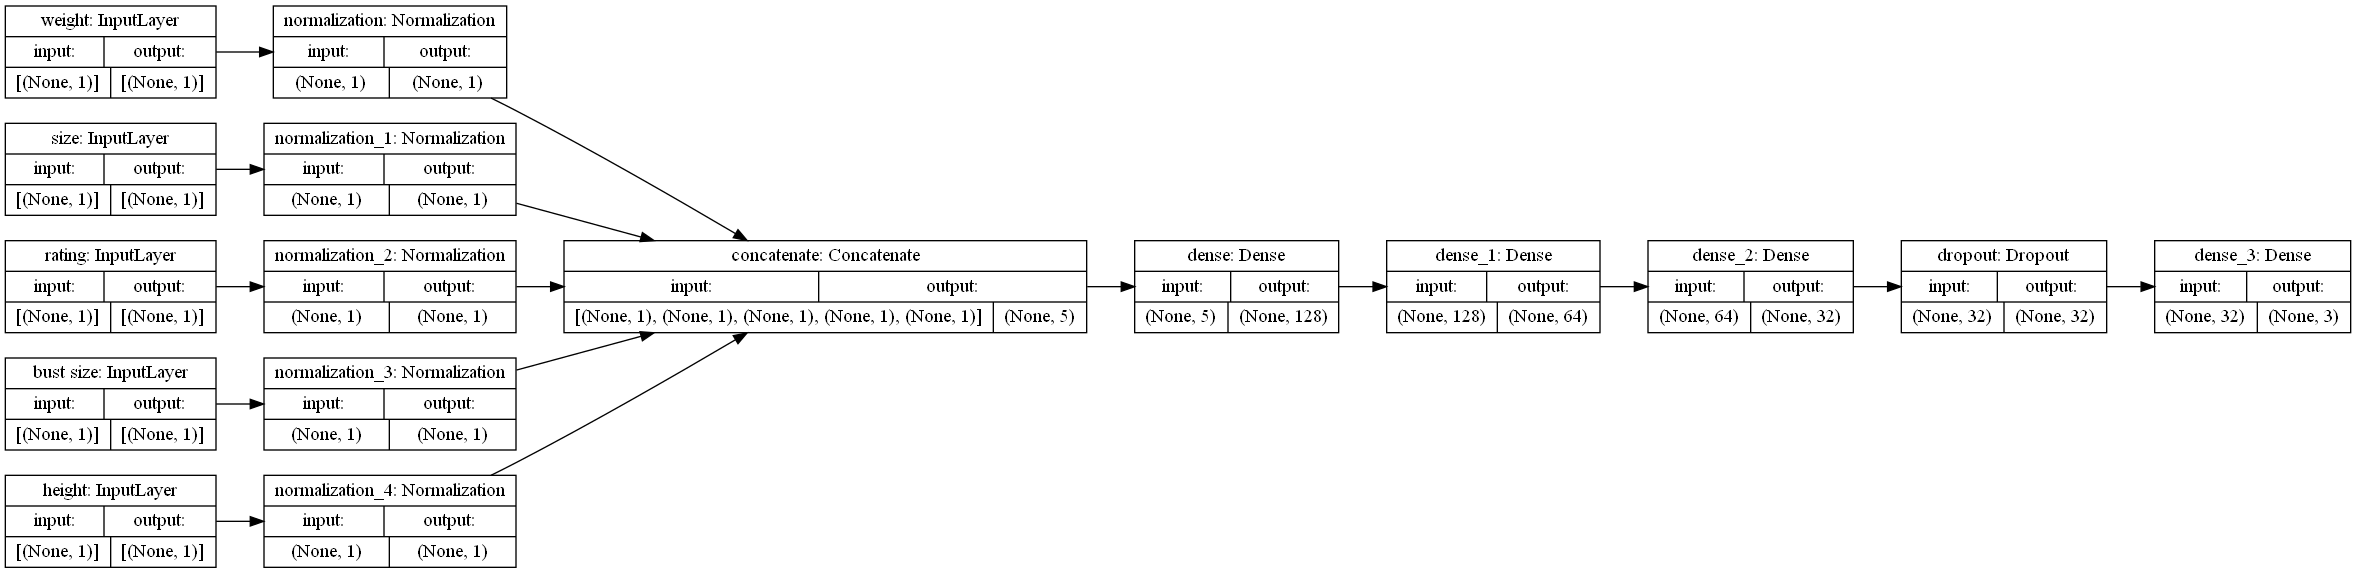 weight: InputLayer
input: output:
[(None, 1)] [(None, 1)]
normalization: Normalization
input: output:
(None, 1) (None, 1)
size: InputLayer
input: output:
[(None, 1)] [(None, 1)]
normalization_1: Normalization
input: output:
(None, 1) (None, 1)
rating: InputLayer
input: output:
[(None, 1)] [(None, 1)]
normalization_2: Normalization
input: output:
(None, 1) (None, 1)
bust size: InputLayer
input: output:
[(None, 1)] [(None, 1)]
normalization_3: Normalization
input: output:
(None, 1) (None, 1)
height: InputLayer
input: output:
[(None, 1)] [(None, 1)]
normalization_4: Normalization
input: output:
(None, 1) (None, 1)
concatenate: Concatenate
input: output:
[(None, 1), (None, 1), (None, 1), (None, 1), (None, 1)] (None, 5)
dense: Dense
input: output:
(None, 5) (None, 128)
dense_1: Dense
input: output:
(None, 128) (None, 64)
dense_2: Dense
input: output:
(None, 64) (None, 32)
dropout: Dropout
input: output:
(None, 32) (None, 32)
dense_3: Dense
input: output:
(None, 32) (None, 3)